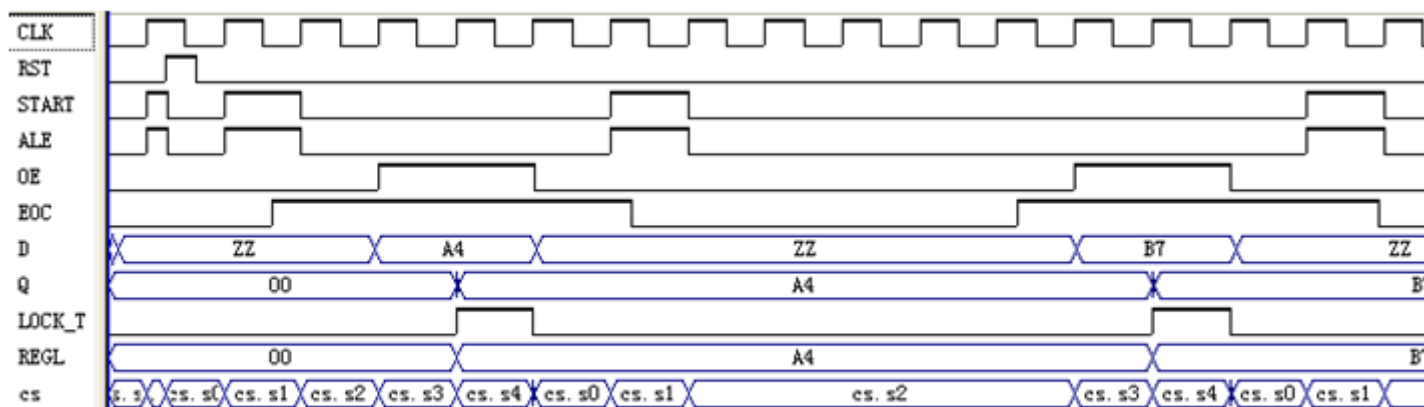 CLK
RST
START
ALE
OE
EOC
D ZZ A4 ZZ B7 ZZ
Q 00 A4
LOCK_T
REGL 00 A4
cs cs.s1 cs.s2 cs.s3 cs.s4 cs.s0 cs.s1 cs.s2 cs.s3 cs.s4 cs.s0 cs.s1